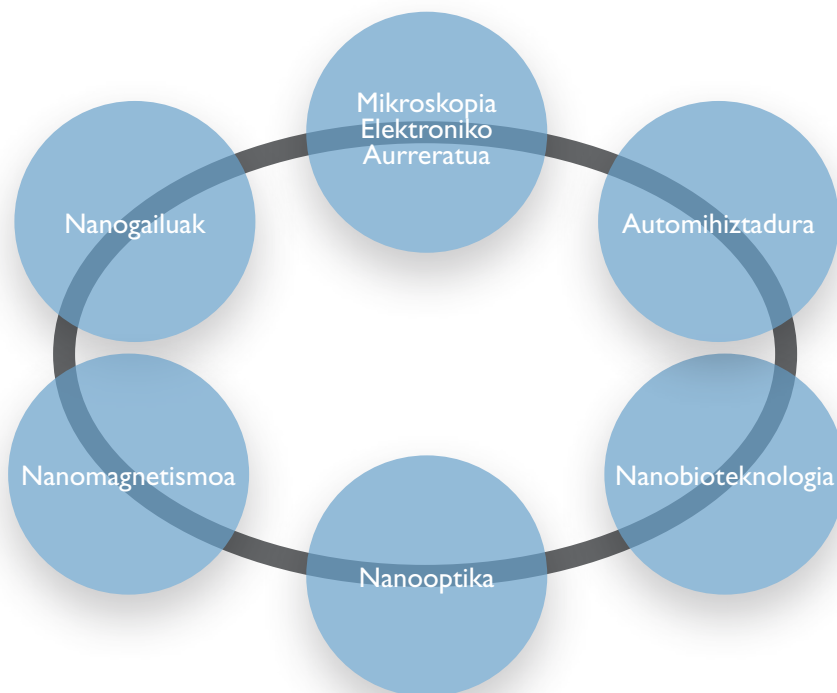 Mikroskopia
Elektroniko
Aurreratua
Nanogailuak
Automihiztadura
Nanomagnetismoa
Nanobioteknologia
Nanooptika